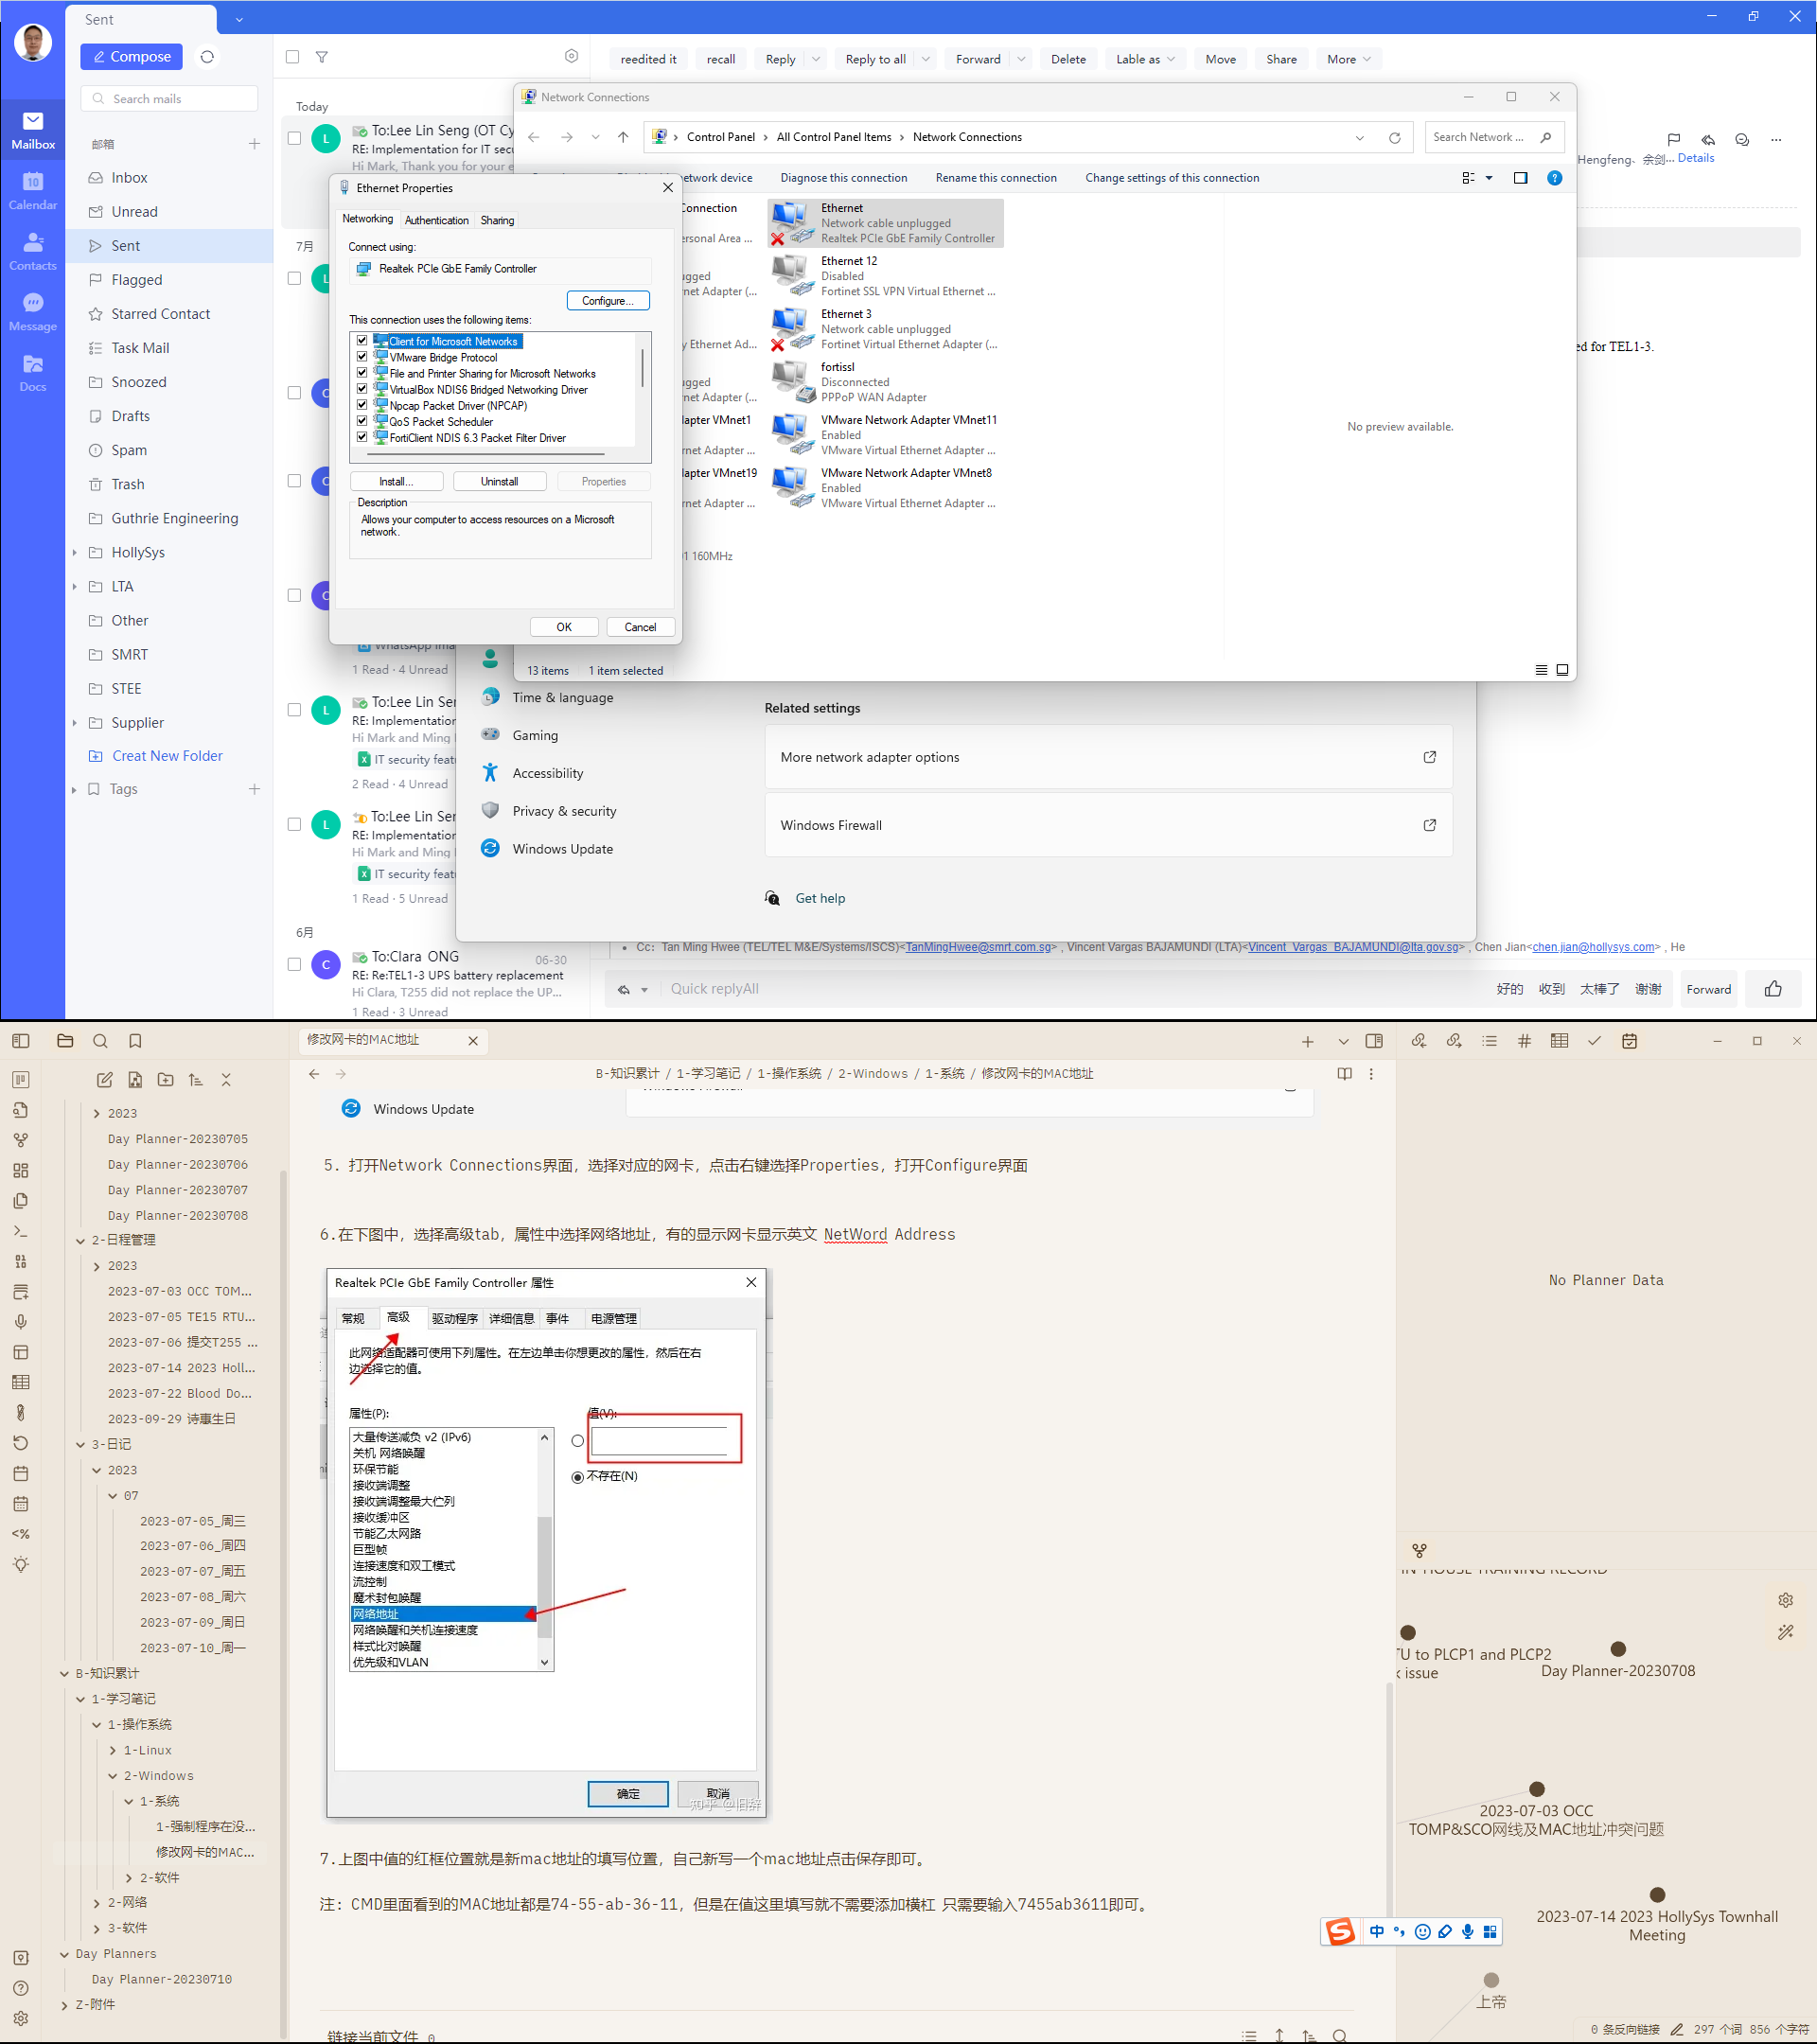 Sent
Compose
Search mails
Mailbox
10
Calendar
Contacts
Message
Docs
邮箱
Inbox
Unread
Sent
Flagged
Starred Contact
Task Mail
Snoozed
Drafts
Spam
Trash
Guthrie Engineering
HollySys
LTA
Other
SMRT
STEE
Supplier
Creat New Folder
Tags
reedited it
recall
Reply
Reply to all
Forward
Delete
Lable as
Move
Share
More
Today
L
To:Lee Lin Seng (OT Cy
RE: Implementation for IT secu
Hi Mark, Thank you for your e
7月
1 Read · 4 Unread
L
To:Lee Lin Ser
RE: Implementation
Hi Mark and Ming
IT security feat
2 Read · 4 Unread
L
To:Lee Lin Ser
RE: Implementation
Hi Mark and Ming
IT security feat
1 Read · 5 Unread
6月
C
To:Clara ONG
06-30
RE: Re:TEL1-3 UPS battery replacement
Hi Clara, T255 did not replace the UP...
1 Read · 3 Unread
Hengfeng、余剑... Details
ed for TEL1-3.
Network Connections
Control Panel
All Control Panel Items
Network Connections
Search Network ...
etwork device
Diagnose this connection
Rename this connection
Change settings of this connection
Connection
ersonal Area ...
Ethernet
Network cable unplugged
Realtek PCIe GbE Family Controller
Ethernet 12
Disabled
Fortinet SSL VPN Virtual Ethernet ...
Ethernet 3
Network cable unplugged
Fortinet Virtual Ethernet Adapter (...
fortissl
Disconnected
PPPoP WAN Adapter
VMware Network Adapter VMnet11
Enabled
VMware Virtual Ethernet Adapter ...
VMware Network Adapter VMnet8
Enabled
VMware Virtual Ethernet Adapter ...
ugged
net Adapter (...
y Ethernet Ad...
ugged
net Adapter (...
lapter VMnet1
net Adapter ...
lapter VMnet19
net Adapter ...
160MHz
No preview available.
13 items
1 item selected
Ethernet Properties
Networking
Authentication
Sharing
Connect using:
Realtek PCIe GbE Family Controller
Configure...
This connection uses the following items:
Client for Microsoft Networks
VMware Bridge Protocol
File and Printer Sharing for Microsoft Networks
VirtualBox NDIS6 Bridged Networking Driver
Npcap Packet Driver (NPCAP)
QoS Packet Scheduler
FortiClient NDIS 6.3 Packet Filter Driver
Install...
Uninstall
Properties
Description
Allows your computer to access resources on a Microsoft
network.
OK
Cancel
Time & language
Gaming
Accessibility
Privacy & security
Windows Update
Related settings
More network adapter options
Windows Firewall
Get help
Cc: Tan Ming Hwee (TEL/TEL M&E/Systems/ISCS)<TanMingHwee@smrt.com.sg> , Vincent Vargas BAJAMUNDI (LTA)<Vincent_Vargas_BAJAMUNDI@lta.gov.sg> , Chen Jian<chen.jian@hollysys.com> , He
Quick replyAll
好的
收到
太棒了
谢谢
Forward
修改网卡的MAC地址
B-知识累计 / 1-学习笔记 / 1-操作系统 / 2-Windows / 1-系统 / 修改网卡的MAC地址
2023
Day Planner-20230705
Day Planner-20230706
Day Planner-20230707
Day Planner-20230708
2-日程管理
2023
2023-07-03 OCC TOM...
2023-07-05 TE15 RTU...
2023-07-06 提交T255 ...
2023-07-14 2023 Holl...
2023-07-22 Blood Do...
2023-09-29 诗惠生日
3-日记
2023
07
2023-07-05_周三
2023-07-06_周四
2023-07-07_周五
2023-07-08_周六
2023-07-09_周日
2023-07-10_周一
B-知识累计
1-学习笔记
1-操作系统
1-Linux
2-Windows
1-系统
1-强制程序在没...
修改网卡的MAC...
2-软件
2-网络
3-软件
Day Planners
Day Planner-20230710
Z-附件
Windows Update
5. 打开Network Connections界面，选择对应的网卡，点击右键选择Properties，打开Configure界面
6.在下图中，选择高级tab，属性中选择网络地址，有的显示网卡显示英文 NetWord Address
Realtek PCIe GbE Family Controller 属性
常规
高级
驱动程序
详细信息
事件
电源管理
此网络适配器可使用下列属性。在左边单击你想更改的属性，然后在右
边选择它的值。
属性(P):
值(V):
大量传送减负 v2 (IPv6)
关机 网络唤醒
环保节能
接收端调整
接收端调整最大伫列
接收缓冲区
节能乙太网路
巨型帧
连接速度和双工模式
流控制
魔术封包唤醒
网络地址
网络唤醒和关机连接速度
样式比对唤醒
优先级和VLAN
不存在(N)
确定
取消
知乎 @旧辞
7.上图中值的红框位置就是新mac地址的填写位置，自己新写一个mac地址点击保存即可。
注：CMD里面看到的MAC地址都是74-55-ab-36-11，但是在值这里填写就不需要添加横杠 只需要输入7455ab3611即可。
链接当前文件 0
No Planner Data
IN-HOUSE TRAINING RECORD
TU to PLCP1 and PLCP2
k issue
Day Planner-20230708
2023-07-03 OCC
TOMP&SCO网线及MAC地址冲突问题
2023-07-14 2023 HollySys Townhall
Meeting
上帝
中
0 条反向链接
297 个词 856 个字符